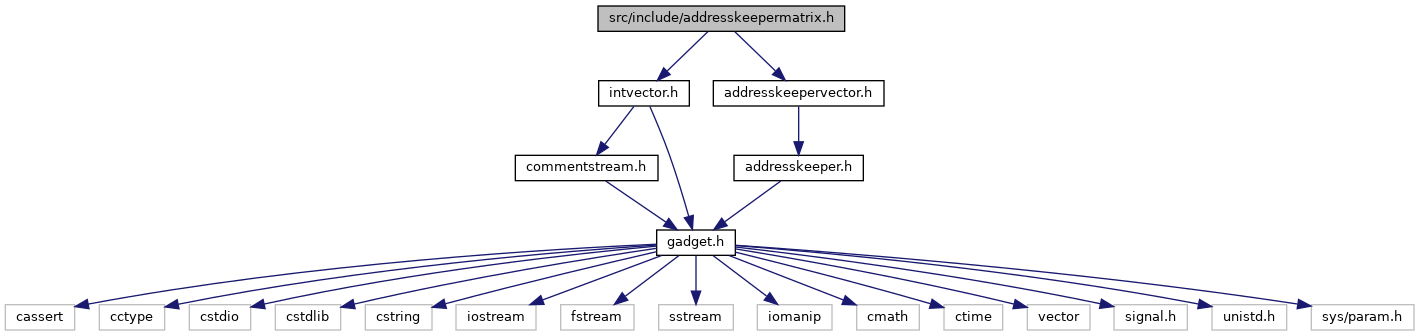 src/include/addresskeepermatrix.h
intvector.h
addresskeepervector.h
commentstream.h
addresskeeper.h
gadget.h
cassert
cctype
cstdio
cstdlib
cstring
iostream
fstream
sstream
iomanip
cmath
ctime
vector
signal.h
unistd.h
sys/param.h